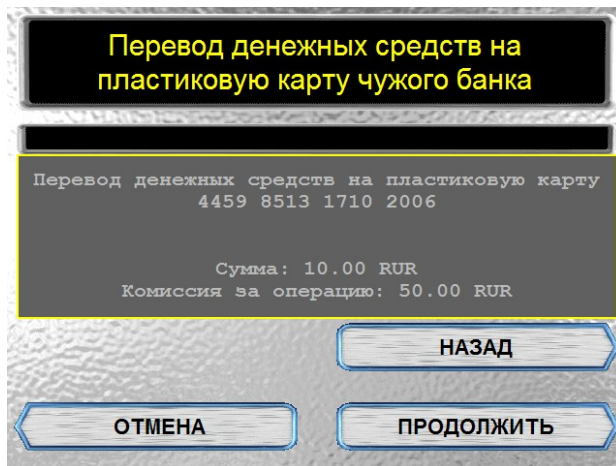 Перевод денежных средств на
пластиковую карту чужого банка
Перевод денежных средств на пластиковую карту
4459 8513 1710 2006
Сумма: 10.00 RUR
Комиссия за операцию: 50.00 RUR
НАЗАД
ОТМЕНА
ПРОДОЛЖИТЬ